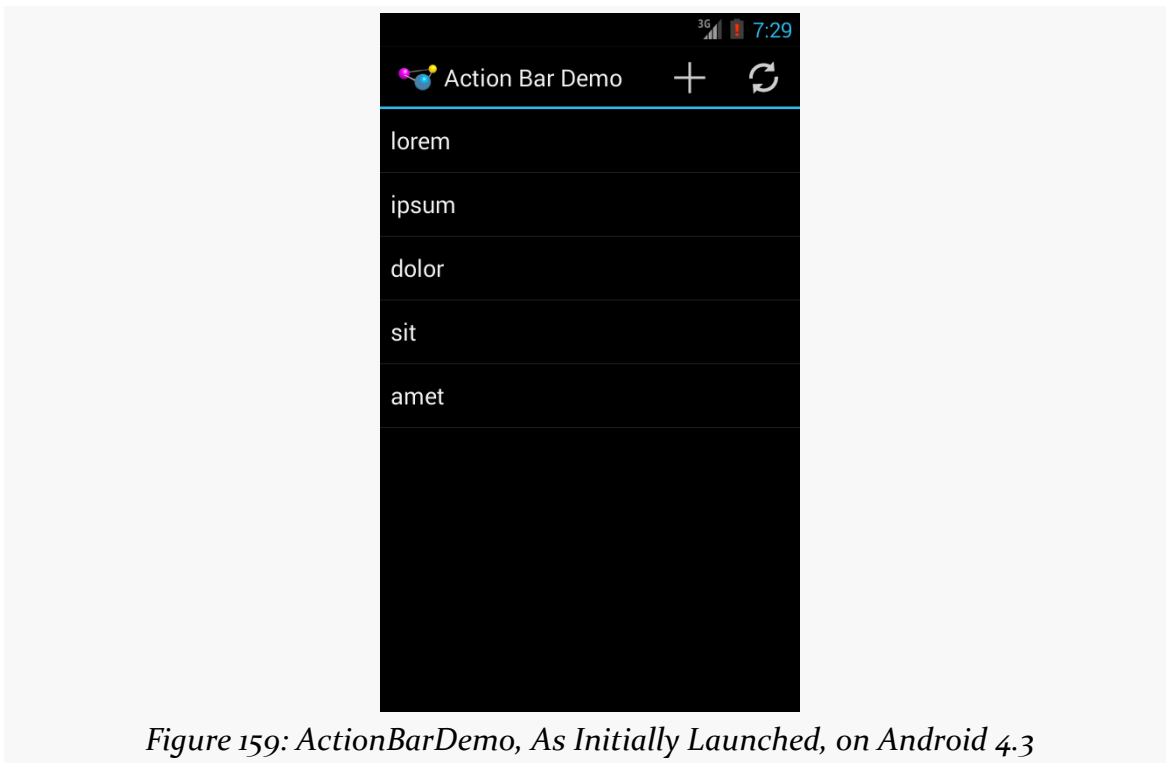 3G 7:29
Action Bar Demo
lorem
ipsum
dolor
sit
amet
Figure 159: ActionBarDemo, As Initially Launched, on Android 4.3